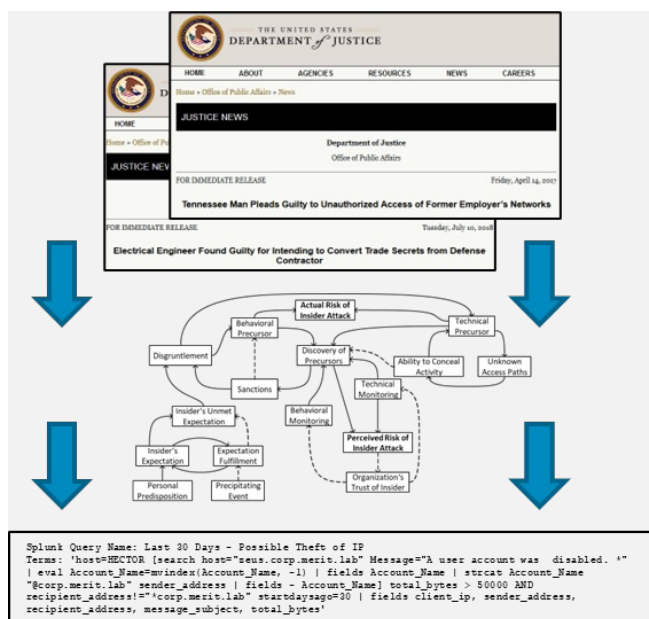 THE UNITED STATES
DEPARTMENT of JUSTICE
HOME ABOUT AGENCIES RESOURCES NEWS CAREERS
Home » Office of Public Affairs » News
JUSTICE NEWS
Department of Justice
Office of Public Affairs
FOR IMMEDIATE RELEASE Friday, April 14, 2017
Tennessee Man Pleads Guilty to Unauthorized Access of Former Employer's Networks
D
HOME
Home » Office of Pu
JUSTICE NEW
FOR IMMEDIATE RELEASE Tuesday, July 10, 2018
Electrical Engineer Found Guilty for Intending to Convert Trade Secrets from Defense
Contractor
Actual Risk of
Insider Attack
Behavioral
Precursor
Technical
Precursor
Disgruntlement
Discovery of
Precursors
Ability to Conceal
Activity
Unknown
Access Paths
Sanctions
Technical
Monitoring
Insider's Unmet
Expectation
Behavioral
Monitoring
Perceived Risk of
Insider Attack
Insider's
Expectation
Expectation
Fulfillment
Organization's
Trust of Insider
Personal
Predisposition
Precipitating
Event
Splunk Query Name: Last 30 Days - Possible Theft of IP
Terms: 'host=HECTOR [search host="zeus.corp.merit.lab" Message="A user account was disabled. *"
| eval Account_Name=mvindex(Account_Name, -1) | fields Account_Name | strcat Account_Name
"@corp.merit.lab" sender_address | fields - Account_Name] total_bytes > 50000 AND
recipient_address!="*corp.merit.lab" startdaysago=30 | fields client_ip, sender_address,
recipient_address, message_subject, total_bytes'